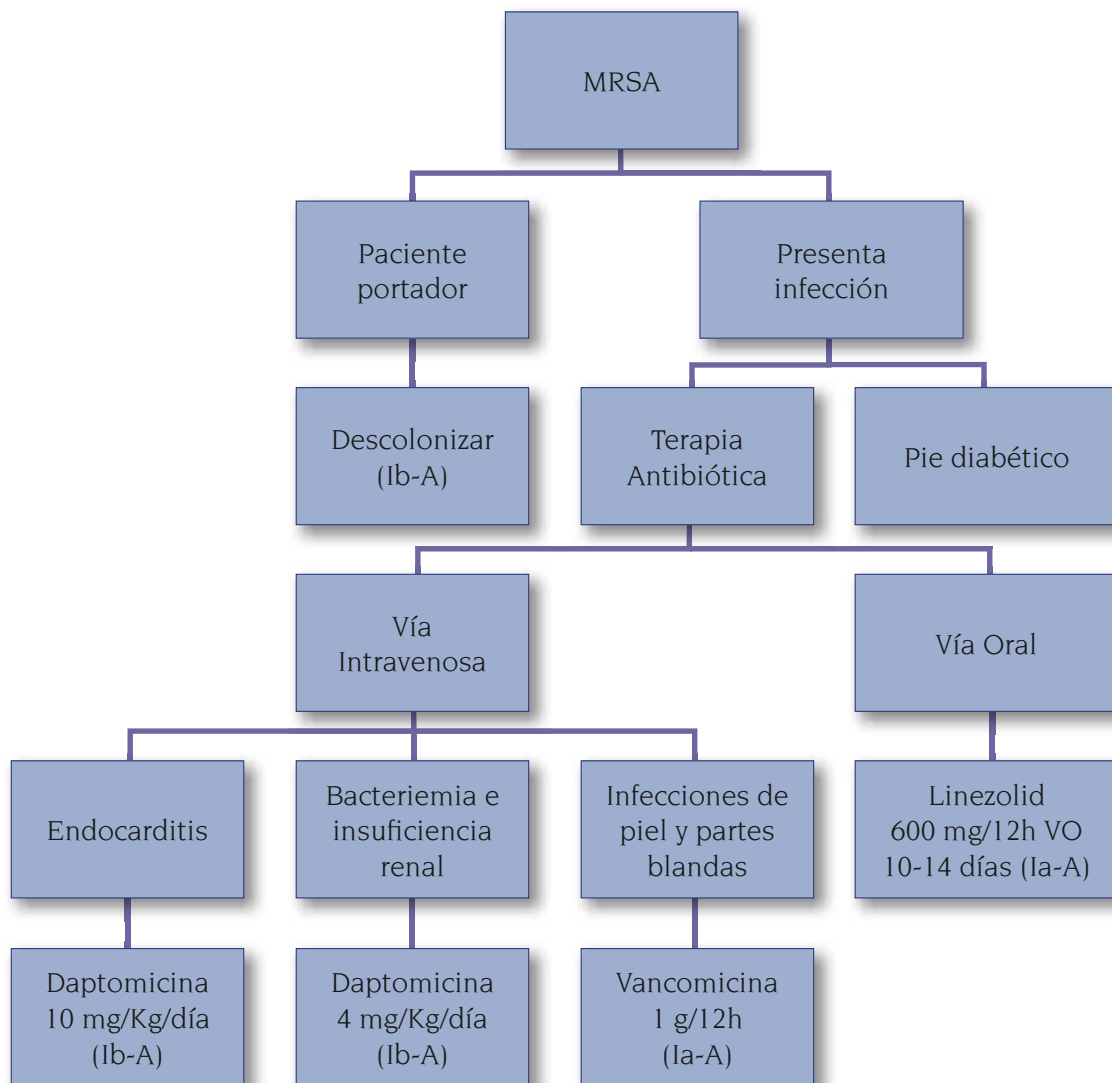 MRSA
Paciente
portador
Presenta
infección
Descolonizar
(Ib-A)
Terapia
Antibiótica
Pie diabético
Vía
Intravenosa
Vía Oral
Endocarditis
Bacteriemia e
insuficiencia
renal
Infecciones de
piel y partes
blandas
Linezolid
600 mg/12h VO
10-14 días (Ia-A)
Daptomicina
10 mg/Kg/día
(Ib-A)
Daptomicina
4 mg/Kg/día
(Ib-A)
Vancomicina
1 g/12h
(Ia-A)